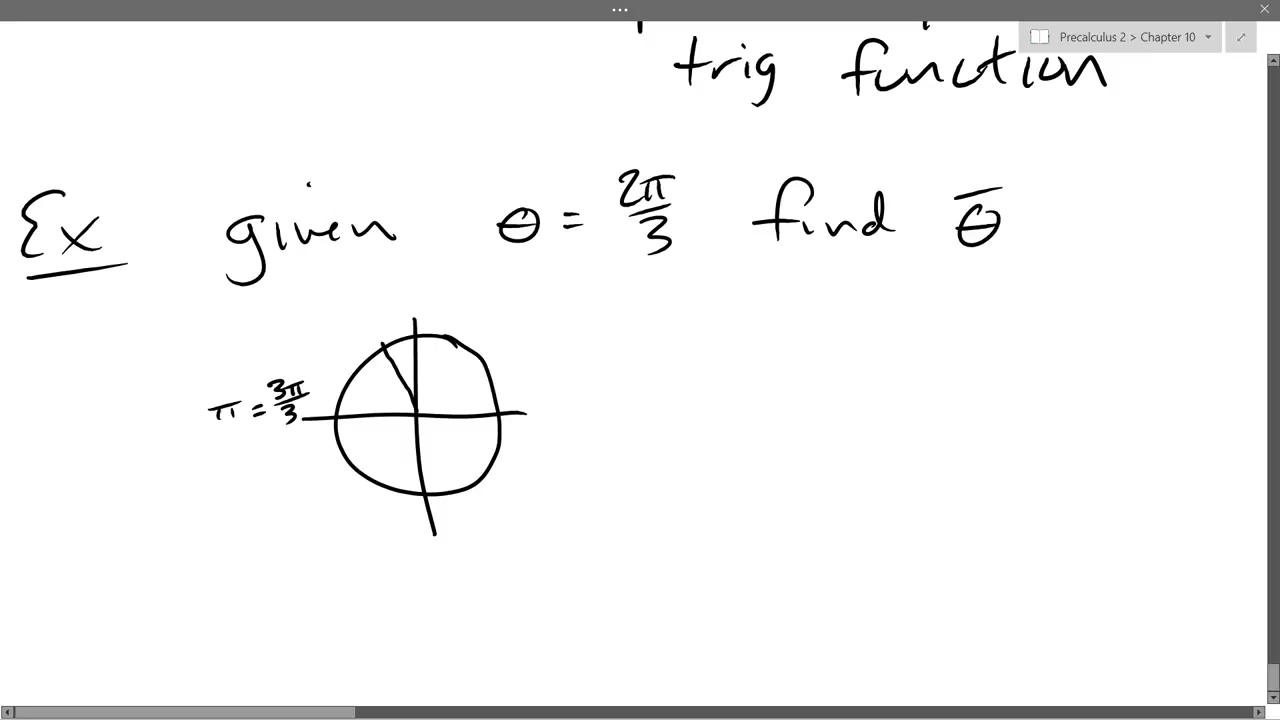 Precalculus 2 > Chapter 10
trig function
Ex given θ = 2π/3 find θ̅
π = 3π/3